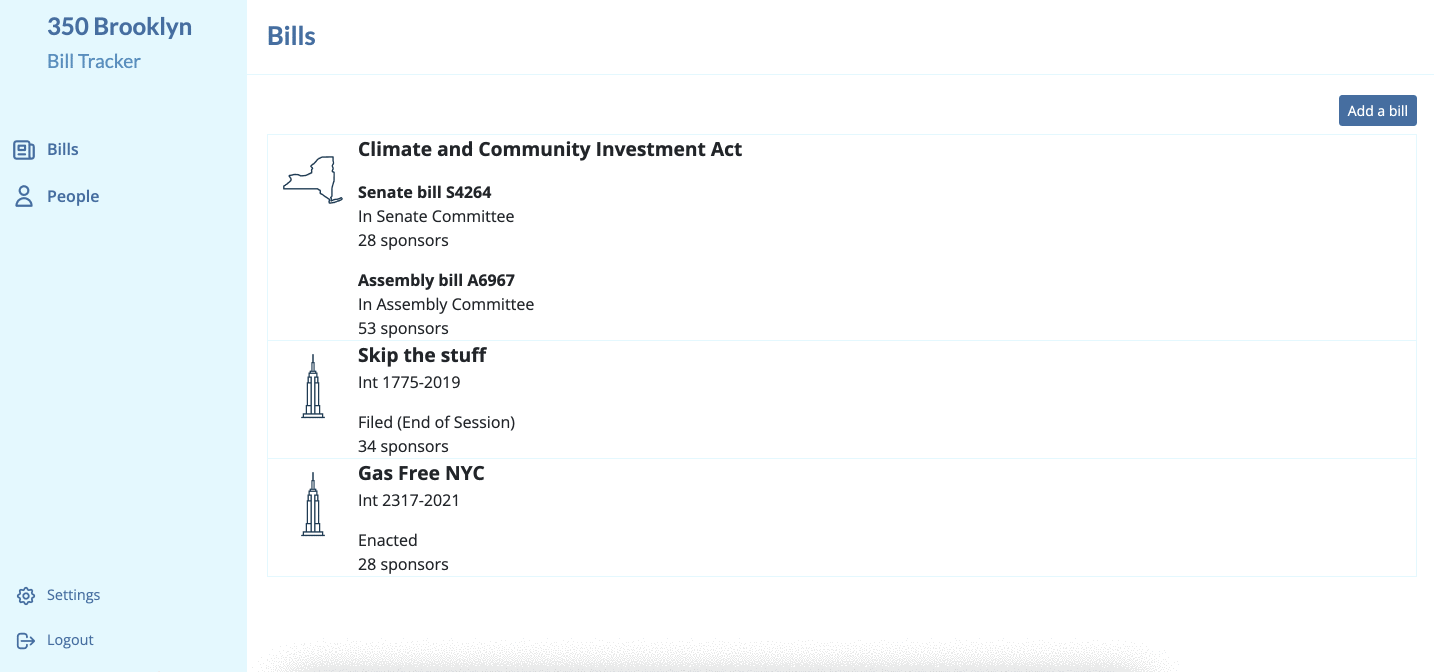 350 Brooklyn
Bill Tracker
Bills
People
Settings
Logout
Bills
Add a bill
Climate and Community Investment Act
Senate bill S4264
In Senate Committee
28 sponsors
Assembly bill A6967
In Assembly Committee
53 sponsors
Skip the stuff
Int 1775-2019
Filed (End of Session)
34 sponsors
Gas Free NYC
Int 2317-2021
Enacted
28 sponsors